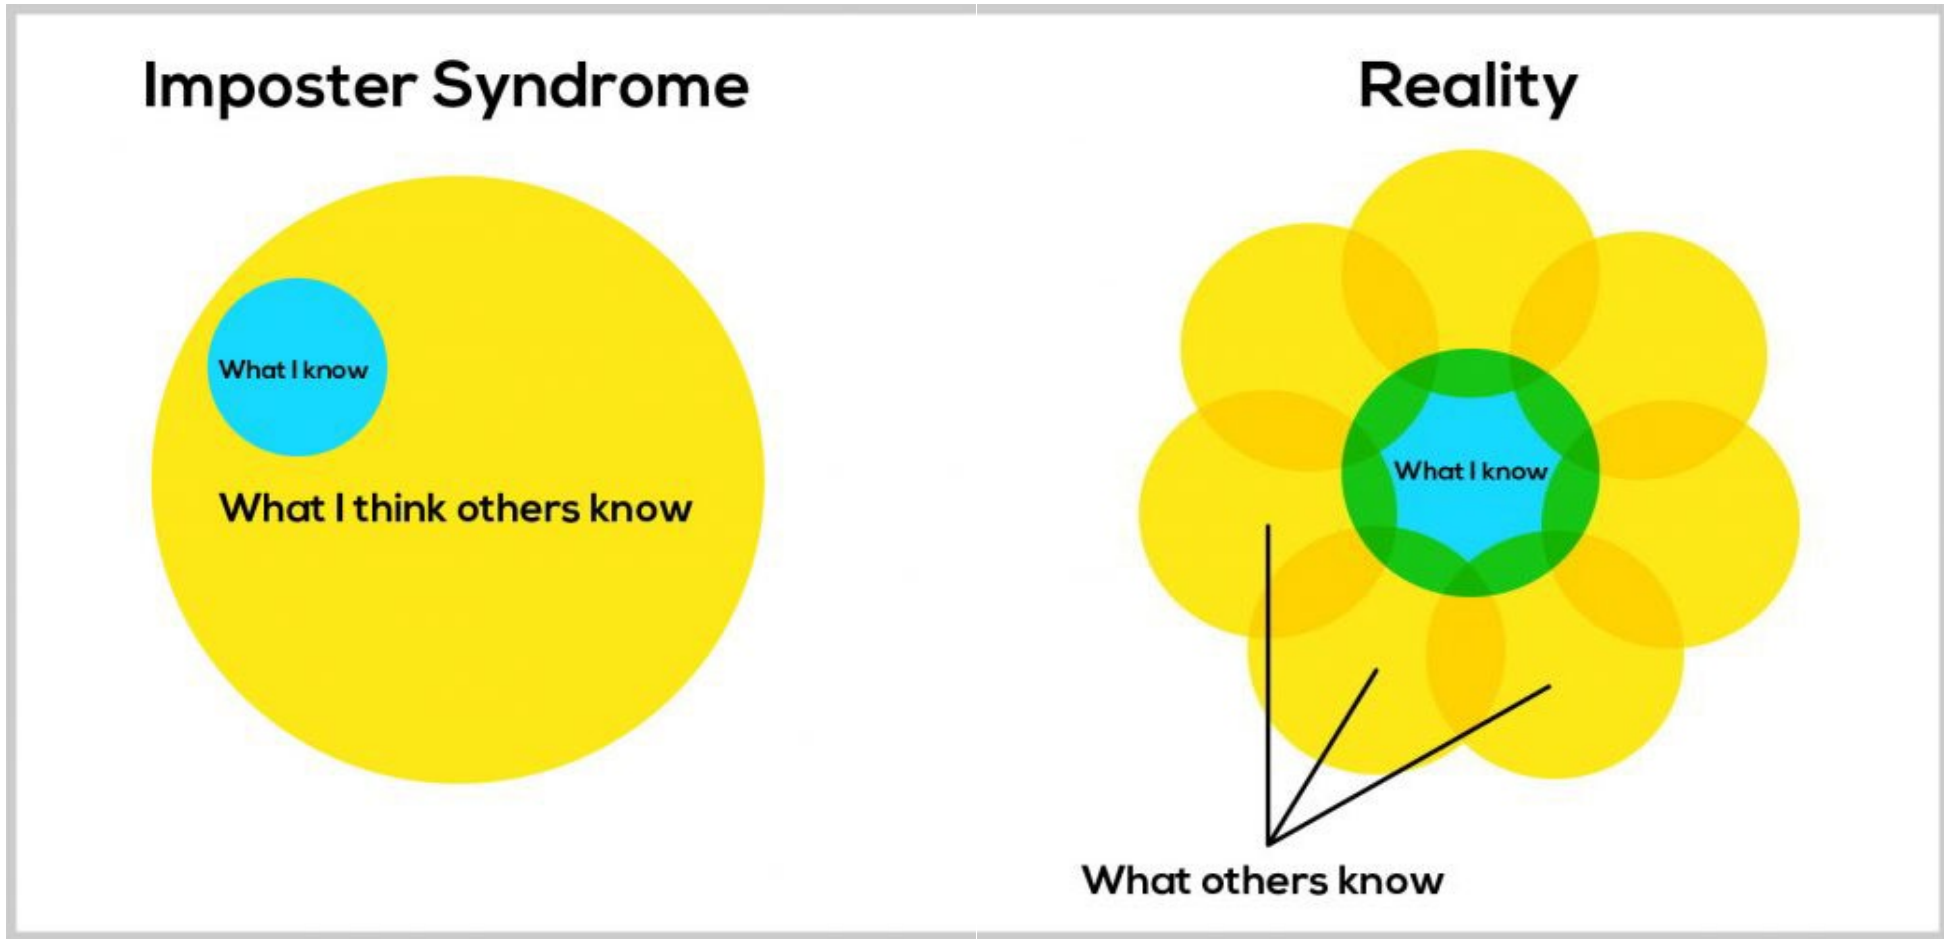 Imposter Syndrome
What I know
What I think others know
Reality
What I know
What others know